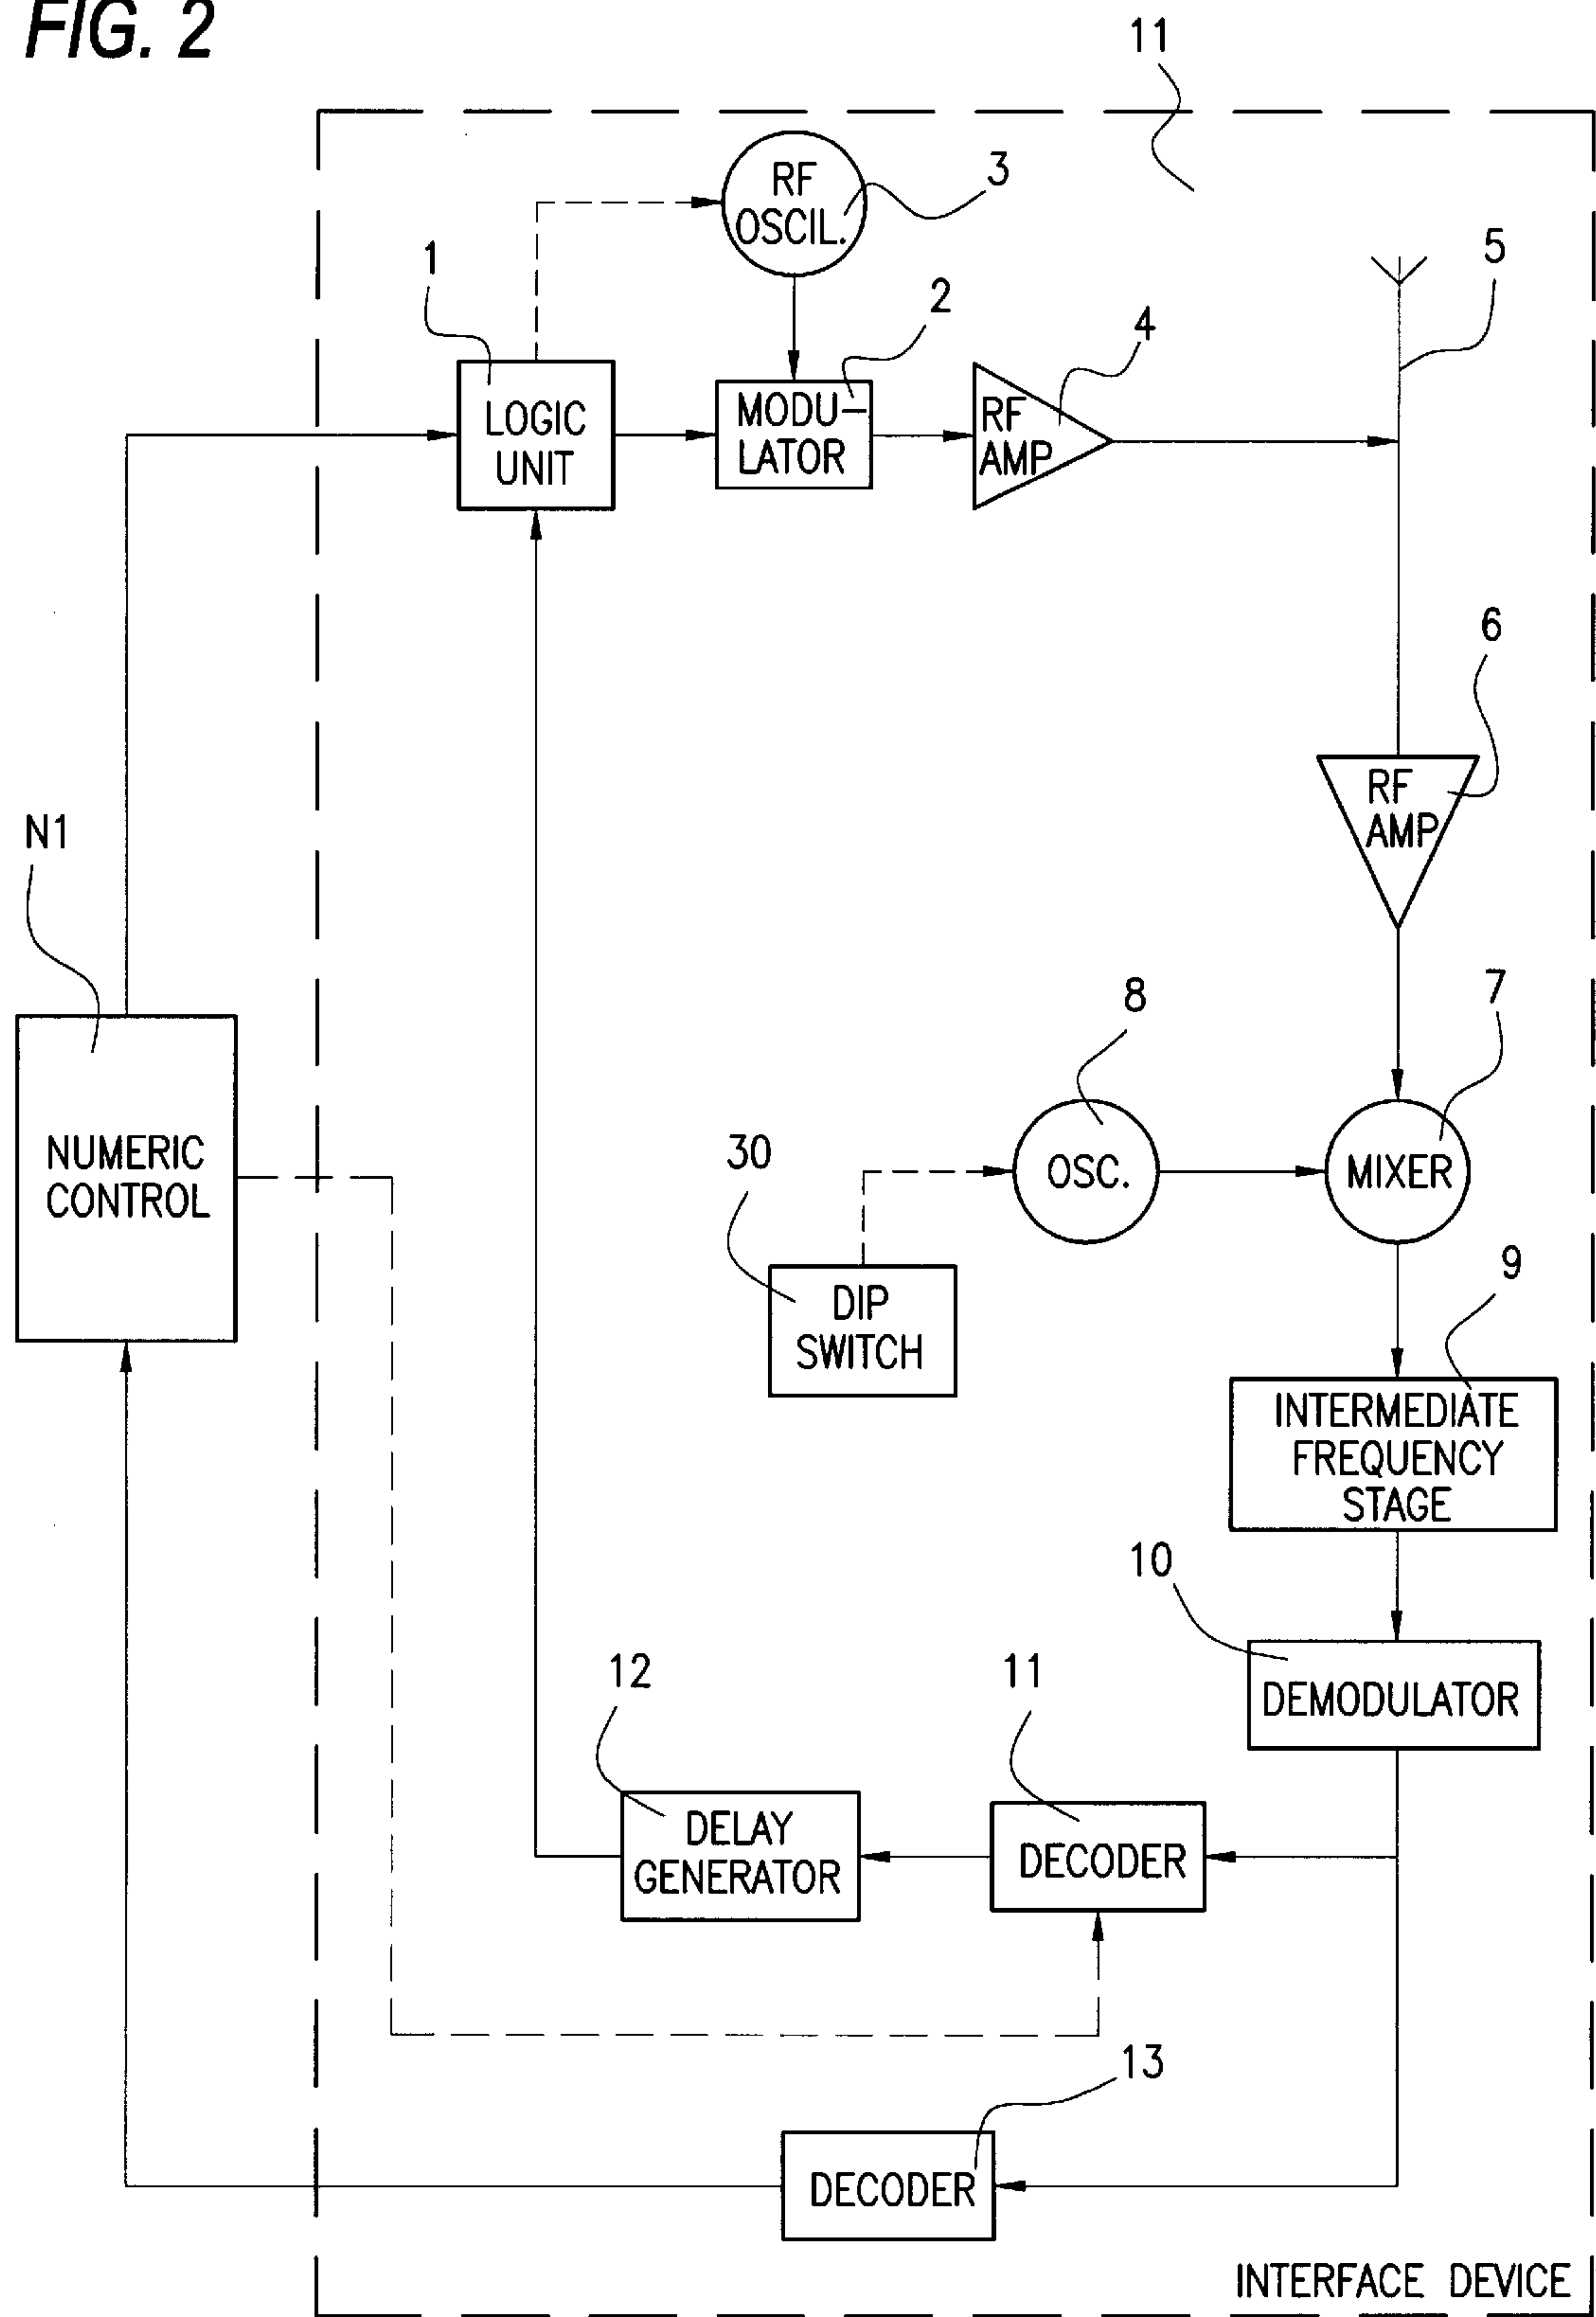 FIG. 2
11
RF
OSCIL.
3
1
2
4
5
LOGIC
UNIT
MODU-
LATOR
RF
AMP
6
RF
AMP
N1
8
7
NUMERIC
CONTROL
30
OSC.
MIXER
DIP
SWITCH
9
INTERMEDIATE
FREQUENCY
STAGE
10
DEMODULATOR
12
11
DELAY
GENERATOR
DECODER
13
DECODER
INTERFACE DEVICE